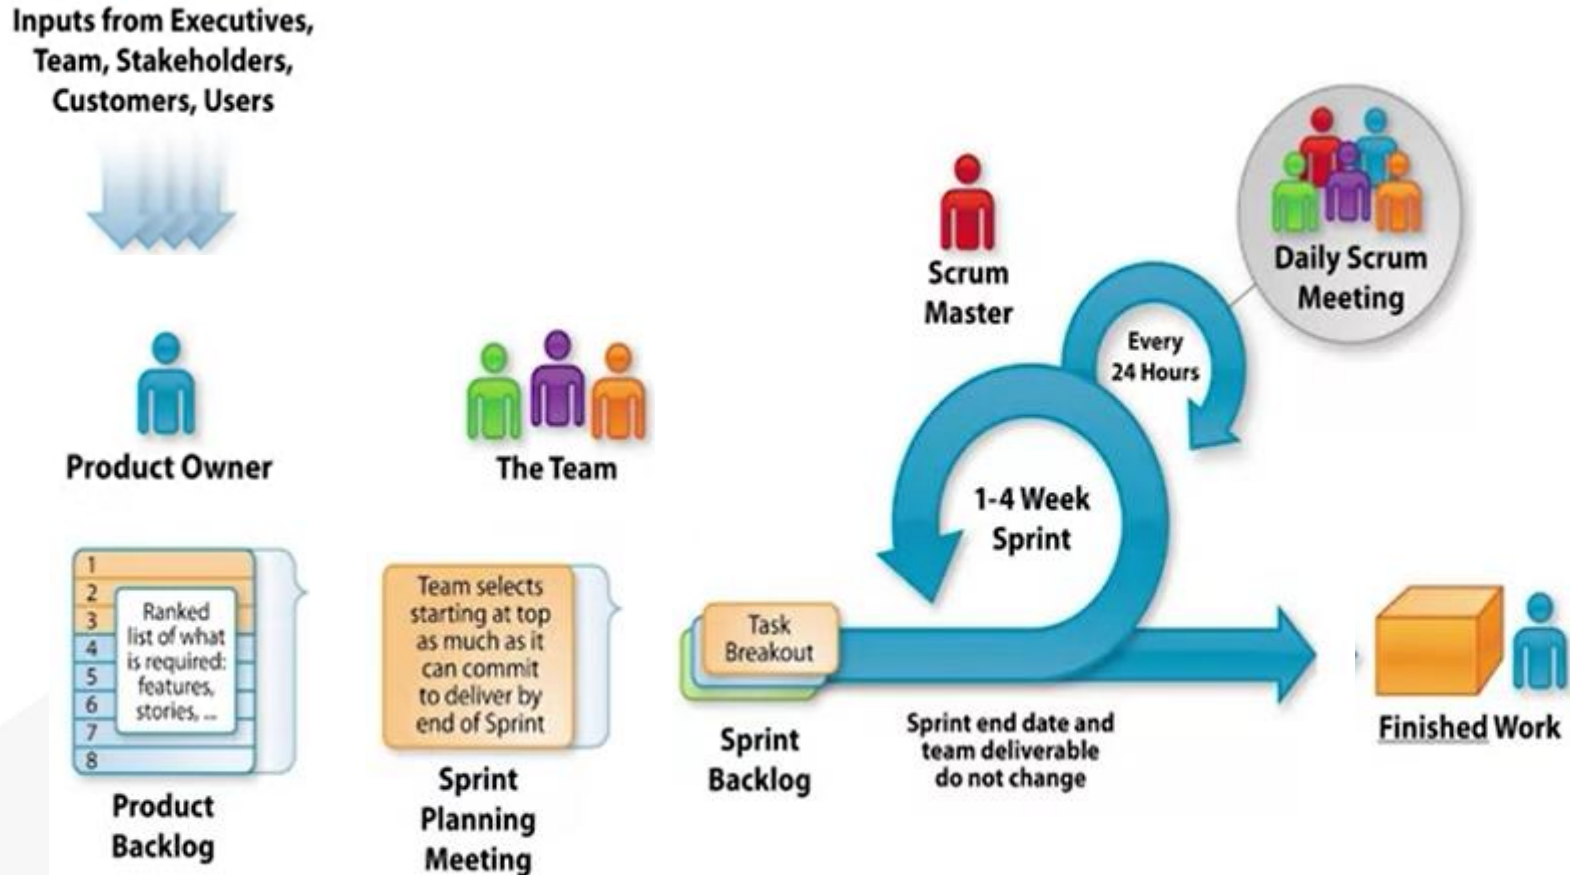 Inputs from Executives,
Team, Stakeholders,
Customers, Users
Product Owner
The Team
Scrum
Master
Daily Scrum
Meeting
Every
24 Hours
1-4 Week
Sprint
1
2
3
4
5
6
7
8
Ranked
list of what
is required:
features,
stories, ...
Product
Backlog
Team selects
starting at top
as much as it
can commit
to deliver by
end of Sprint
Sprint
Planning
Meeting
Task
Breakout
Sprint
Backlog
Sprint end date and
team deliverable
do not change
Finished Work